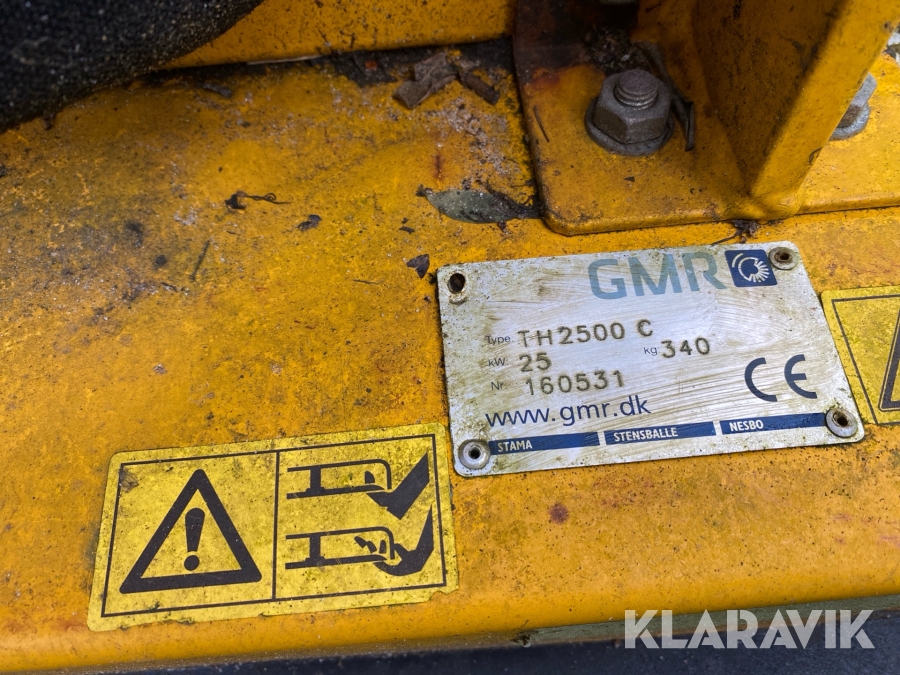 GMR
Type. TH2500 C
kW. 25 kg. 340
Nr. 160531
www.gmr.dk CE
STAMA STENSBALLE NESBO
KLARAVIK